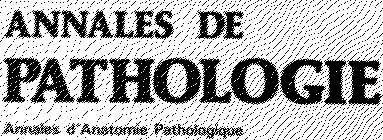 ANNALES DE
PATHOLOGIE
Annales d'Anatomie Pathologique